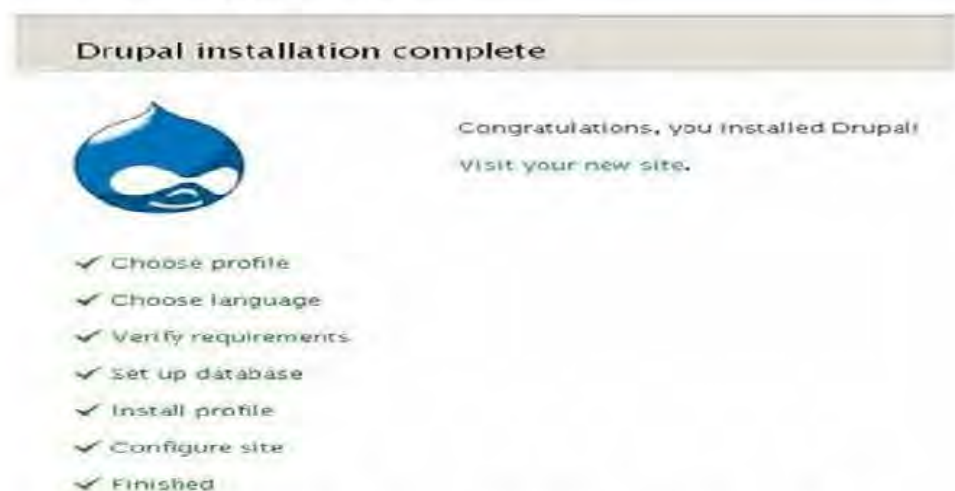 Drupal installation complete
Congratulations, you installed Drupal!
Visit your new site.
Choose profile
Choose language
Verify requirements
Set up database
Install profile
Configure site
Finished